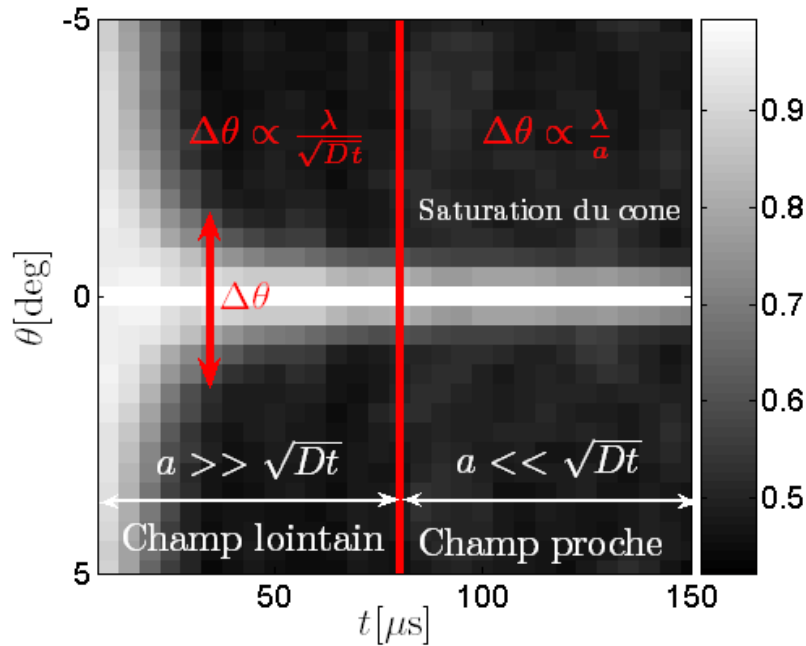 -5
Δθ ∝ λ/√Dt
Δθ ∝ λ/a
Saturation du cone
θ[deg]
0
Δθ
a >> √Dt
a << √Dt
Champ lointain
Champ proche
5
50
100
150
t[μs]
0.9
0.8
0.7
0.6
0.5